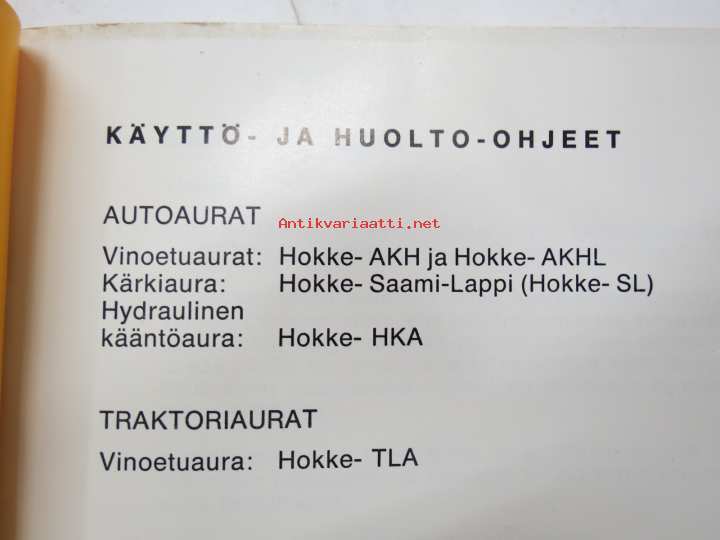 KÄYTTÖ- JA HUOLTO-OHJEET
AUTOAURAT
Antikvariaatti.net
Vinoetuaurat: Hokke- AKH ja Hokke- AKHL
Kärkiaura: Hokke- Saami-Lappi (Hokke- SL)
Hydraulinen
kääntöaura: Hokke- HKA
TRAKTORIAURAT
Vinoetuaura: Hokke- TLA